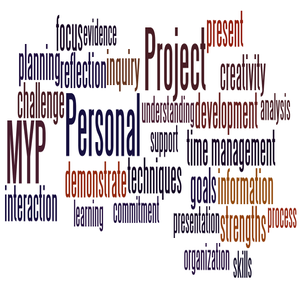 focus evidence present
planning reflection inquiry Project creativity
challenge Personal understanding development analysis
MYP support time management
demonstrate techniques goals information
interaction learning commitment presentation strengths process
organization skills